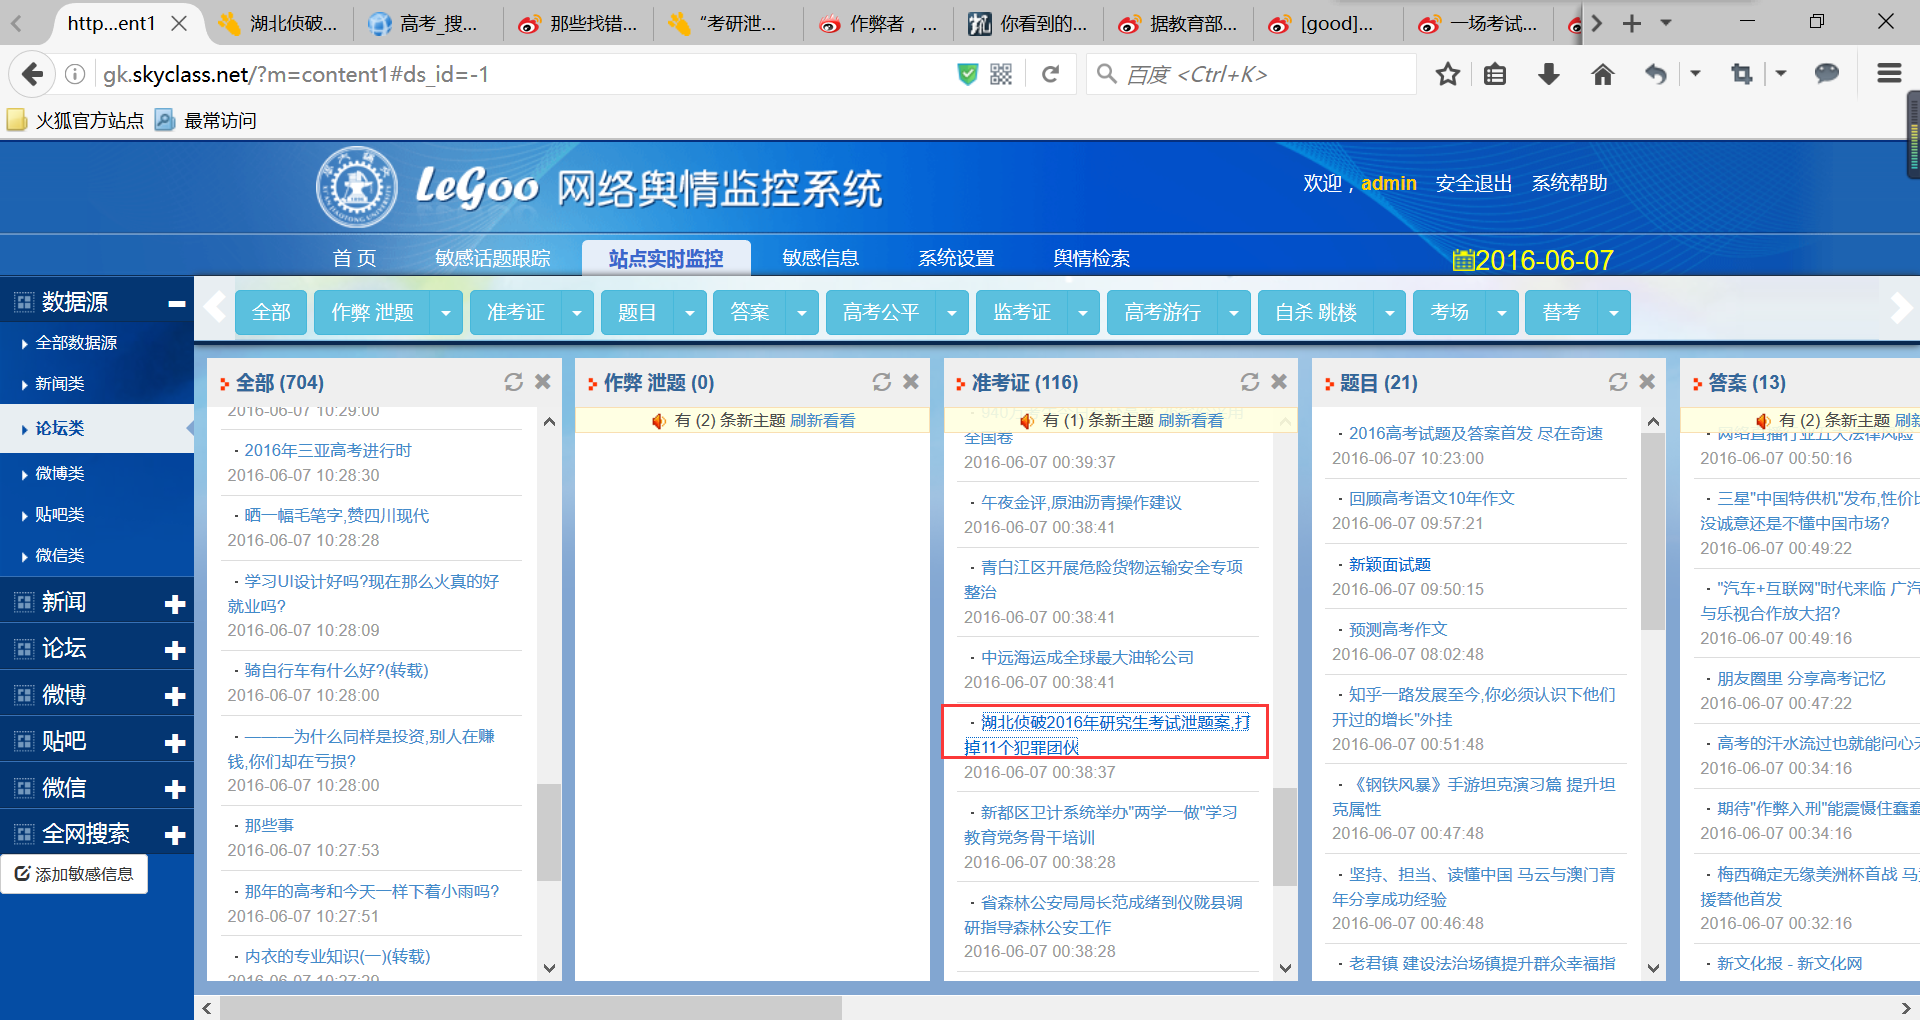 http...ent1
湖北侦破...
高考_搜...
那些找错...
“考研泄...
作弊者，...
你看到的...
据教育部...
[good]...
一场考试...
gk.skyclass.net/?m=content1#ds_id=-1
百度 <Ctrl+K>
火狐官方站点
最常访问
LeGoo 网络舆情监控系统
欢迎，admin 安全退出 系统帮助
首 页
敏感话题跟踪
站点实时监控
敏感信息
系统设置
舆情检索
2016-06-07
数据源
全部数据源
新闻类
论坛类
微博类
贴吧类
微信类
新闻
论坛
微博
贴吧
微信
全网搜索
添加敏感信息
全部
作弊 泄题
准考证
题目
答案
高考公平
监考证
高考游行
自杀 跳楼
考场
替考
全部 (704)
2016-06-07 10:29:00
· 2016年三亚高考进行时
2016-06-07 10:28:30
· 晒一幅毛笔字,赞四川现代
2016-06-07 10:28:28
· 学习UI设计好吗?现在那么火真的好
就业吗?
2016-06-07 10:28:09
· 骑自行车有什么好?(转载)
2016-06-07 10:28:00
· ———为什么同样是投资,别人在赚
钱,你们却在亏损?
2016-06-07 10:28:00
· 那些事
2016-06-07 10:27:53
· 那年的高考和今天一样下着小雨吗?
2016-06-07 10:27:51
· 内衣的专业知识(一)(转载)
2016-06-07 10:27:39
作弊 泄题 (0)
有 (2) 条新主题 刷新看看
准考证 (116)
有 (1) 条新主题 刷新看看
全国卷
2016-06-07 00:39:37
· 午夜金评,原油沥青操作建议
2016-06-07 00:38:41
· 青白江区开展危险货物运输安全专项
整治
2016-06-07 00:38:41
· 中远海运成全球最大油轮公司
2016-06-07 00:38:41
· 湖北侦破2016年研究生考试泄题案,打
掉11个犯罪团伙
2016-06-07 00:38:37
· 新都区卫计系统举办"两学一做"学习
教育党务骨干培训
2016-06-07 00:38:28
· 省森林公安局局长范成绪到仪陇县调
研指导森林公安工作
2016-06-07 00:38:28
题目 (21)
· 2016高考试题及答案首发 尽在奇速
2016-06-07 10:23:00
· 回顾高考语文10年作文
2016-06-07 09:57:21
· 新颖面试题
2016-06-07 09:50:15
· 预测高考作文
2016-06-07 08:02:48
· 知乎一路发展至今,你必须认识下他们
开过的增长"外挂
2016-06-07 00:51:48
· 《钢铁风暴》手游坦克演习篇 提升坦
克属性
2016-06-07 00:47:48
· 坚持、担当、读懂中国 马云与澳门青
年分享成功经验
2016-06-07 00:46:48
· 老君镇 建设法治场镇提升群众幸福指
答案 (13)
有 (2) 条新主题 刷新
· 网络直播行业五大法律风险
2016-06-07 00:50:16
· 三星"中国特供机"发布,性价比
没诚意还是不懂中国市场?
2016-06-07 00:49:22
· "汽车+互联网"时代来临 广汽
与乐视合作放大招?
2016-06-07 00:49:16
· 朋友圈里 分享高考记忆
2016-06-07 00:47:22
· 高考的汗水流过也就能问心无
2016-06-07 00:34:16
· 期待"作弊入刑"能震慑住蠢蠢
2016-06-07 00:34:16
· 梅西确定无缘美洲杯首战 马
援替他首发
2016-06-07 00:32:16
· 新文化报 - 新文化网